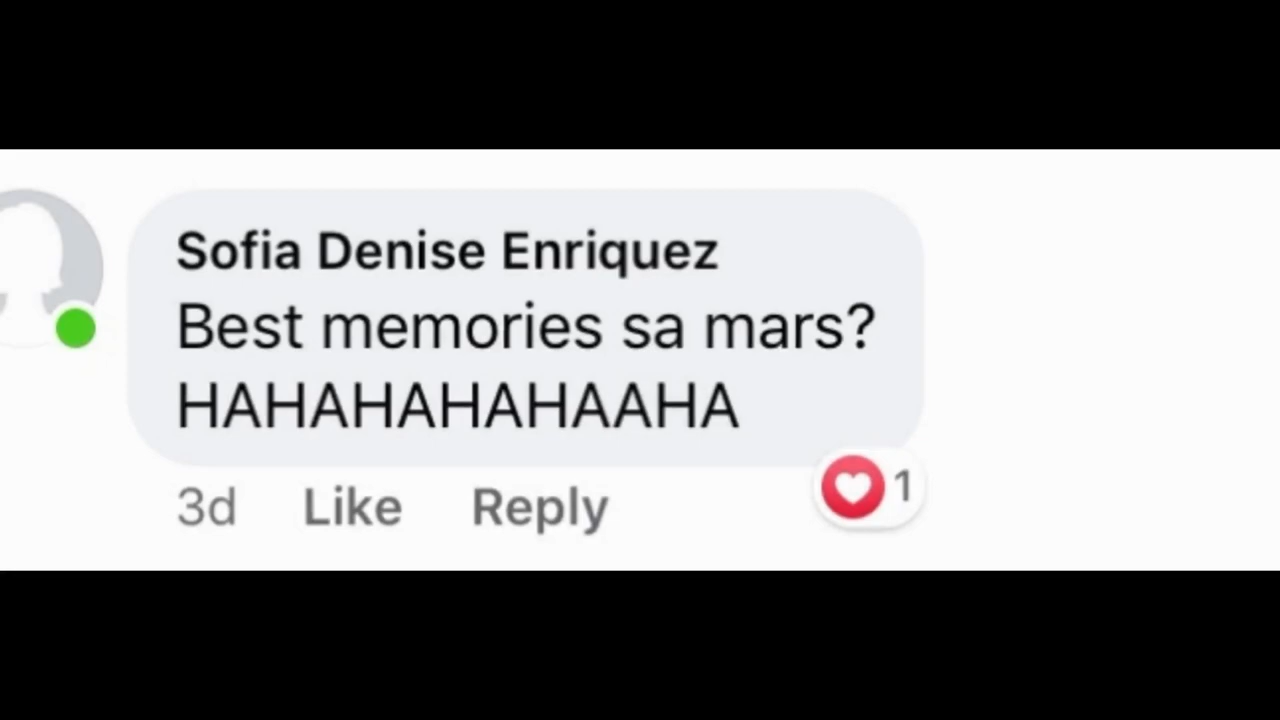 Sofia Denise Enriquez
Best memories sa mars?
HAHAHAHAHAAHA
3d Like Reply 1